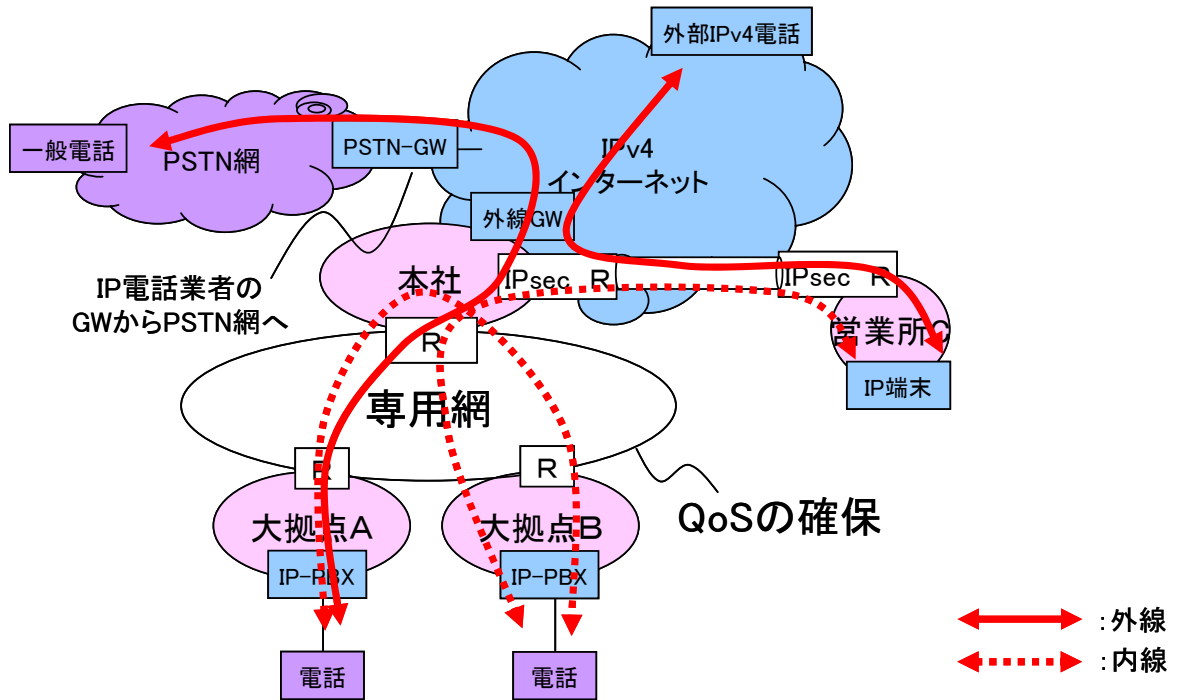 外部IPv4電話
一般電話
PSTN網
PSTN-GW
IPv4
インターネット
外線GW
IP電話業者の
GWからPSTN網へ
本社
IPsec R
IPsec R
営業所C
IP端末
R
専用網
R
R
大拠点A
大拠点B
QoSの確保
IP-PBX
IP-PBX
電話
電話
:外線
:内線